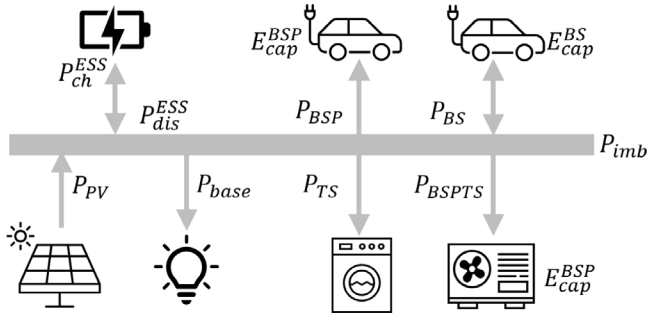 P_{ch}^{ESS}
E_{cap}^{BSP}
E_{cap}^{BS}
P_{dis}^{ESS}
P_{BSP}
P_{BS}
P_{imb}
P_{PV}
P_{base}
P_{TS}
P_{BSPTS}
E_{cap}^{BSP}